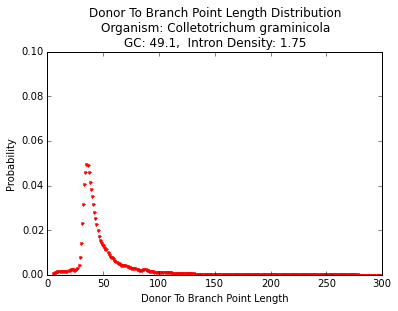 Donor To Branch Point Length Distribution
Organism: Colletotrichum graminicola
GC: 49.1,  Intron Density: 1.75
0.10
0.08
0.06
0.04
0.02
0.00
Probability
0 50 100 150 200 250 300
Donor To Branch Point Length